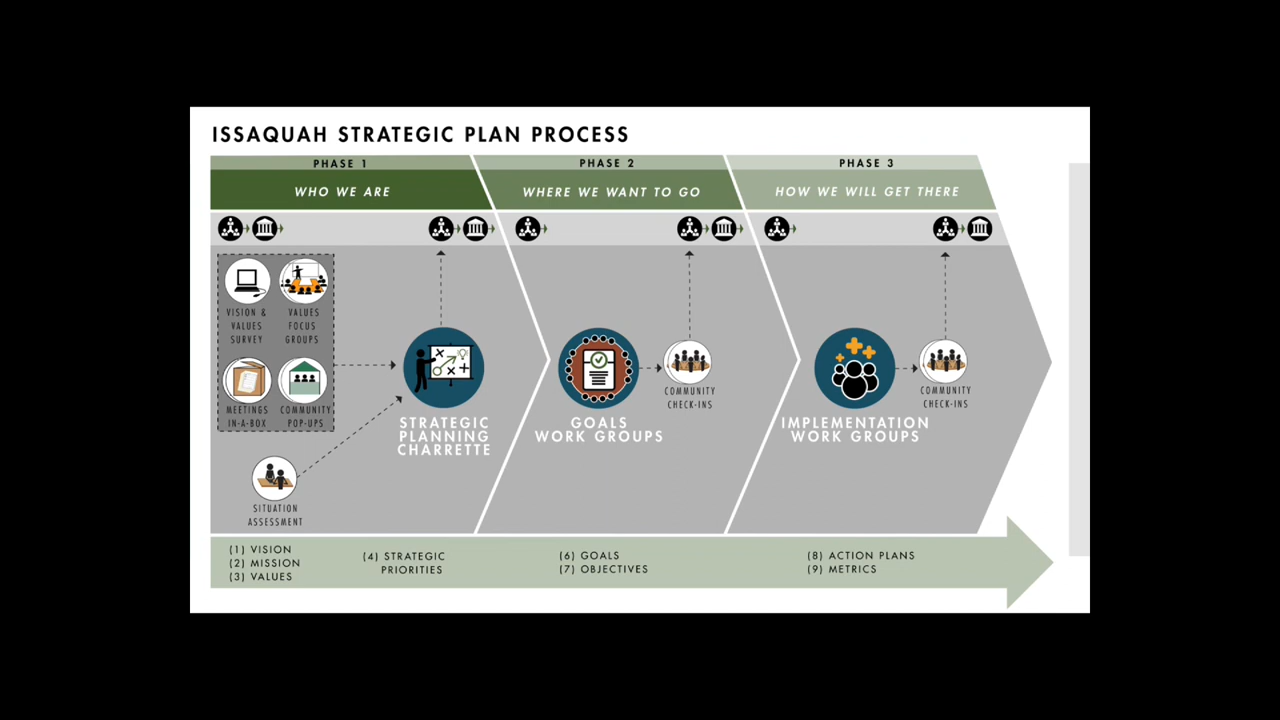 ISSAQUAH STRATEGIC PLAN PROCESS
PHASE 1
PHASE 2
PHASE 3
WHO WE ARE
WHERE WE WANT TO GO
HOW WE WILL GET THERE
VISION &
VALUES
SURVEY
VALUES
FOCUS
GROUPS
MEETINGS
IN-A-BOX
COMMUNITY
POP-UPS
SITUATION
ASSESSMENT
STRATEGIC
PLANNING
CHARRETTE
GOALS
WORK GROUPS
COMMUNITY
CHECK-INS
IMPLEMENTATION
WORK GROUPS
COMMUNITY
CHECK-INS
(1) VISION
(2) MISSION
(3) VALUES
(4) STRATEGIC
PRIORITIES
(6) GOALS
(7) OBJECTIVES
(8) ACTION PLANS
(9) METRICS